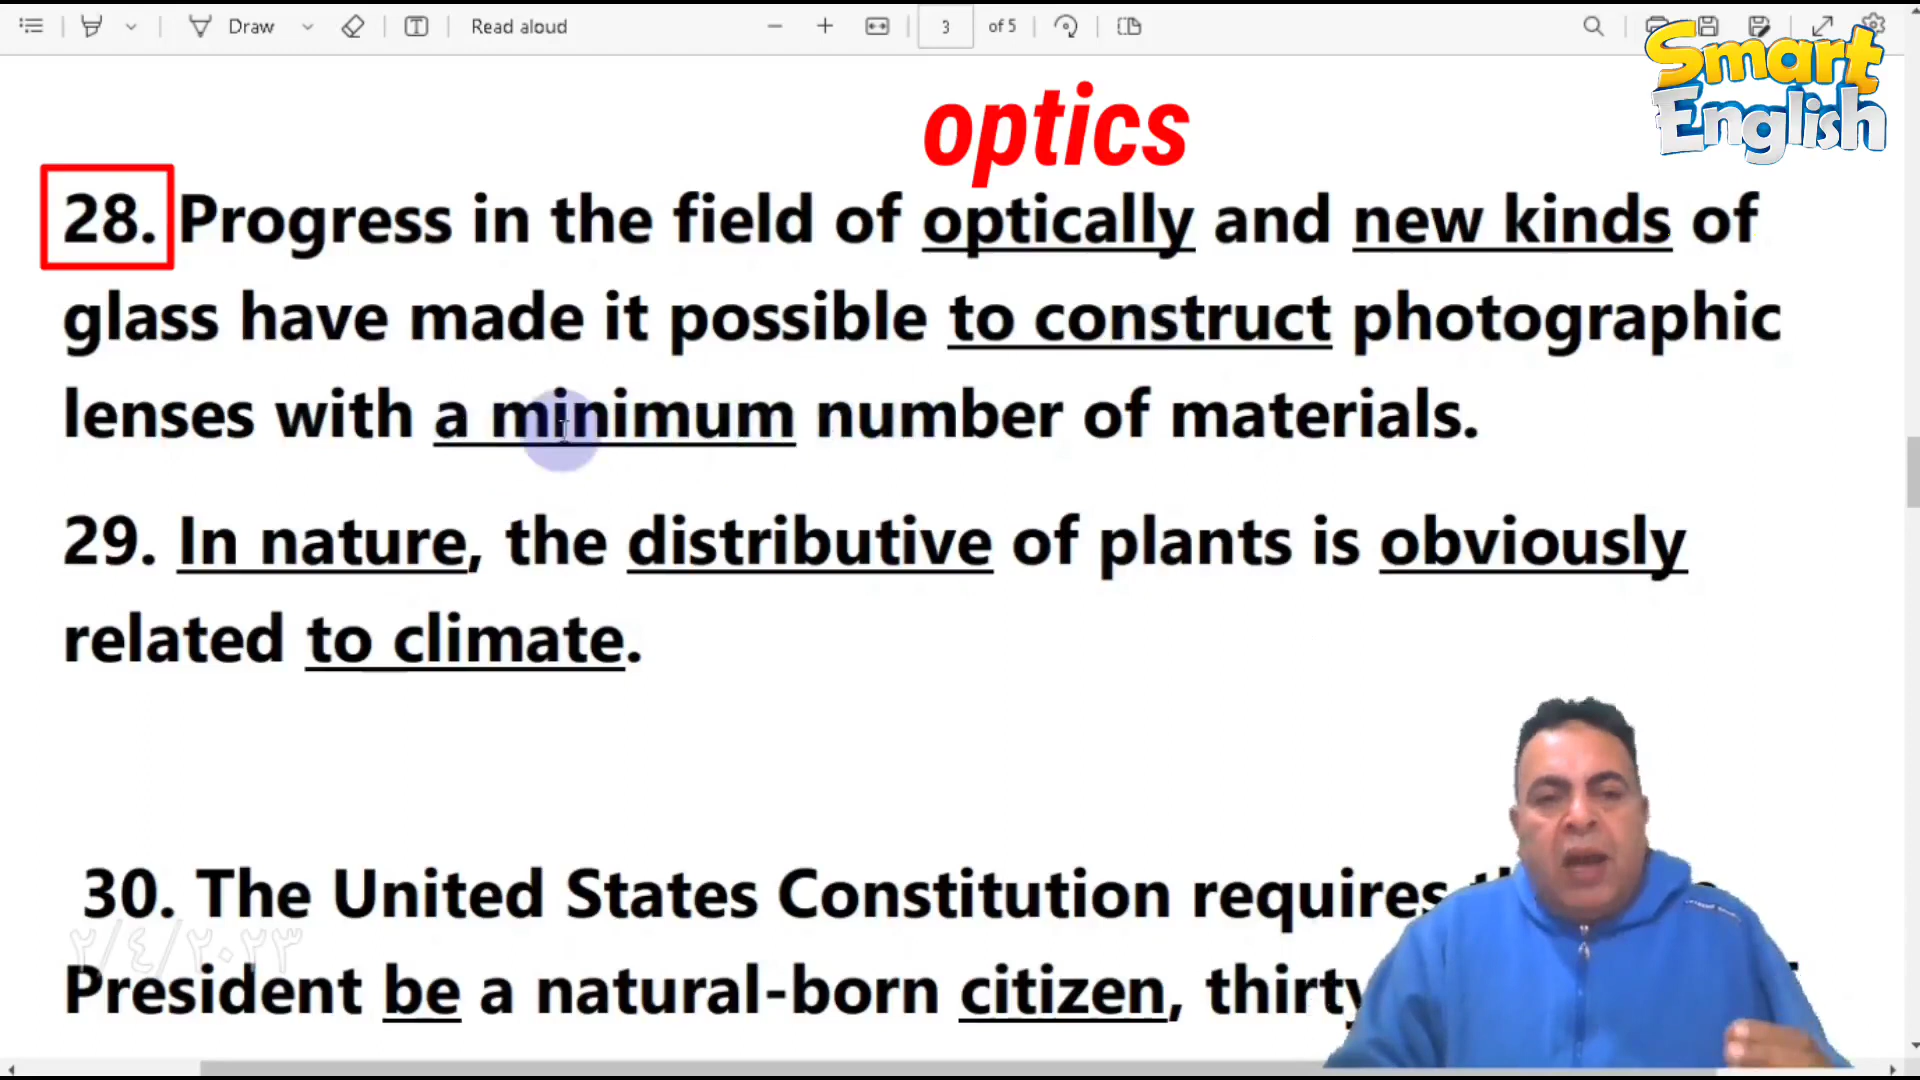 Draw
Read aloud
3 of 5
Smart
English
optics
28. Progress in the field of optically and new kinds of
glass have made it possible to construct photographic
lenses with a minimum number of materials.
29. In nature, the distributive of plants is obviously
related to climate.
30. The United States Constitution requires
٢/٤/٢٠٢٣
President be a natural-born citizen, thirty